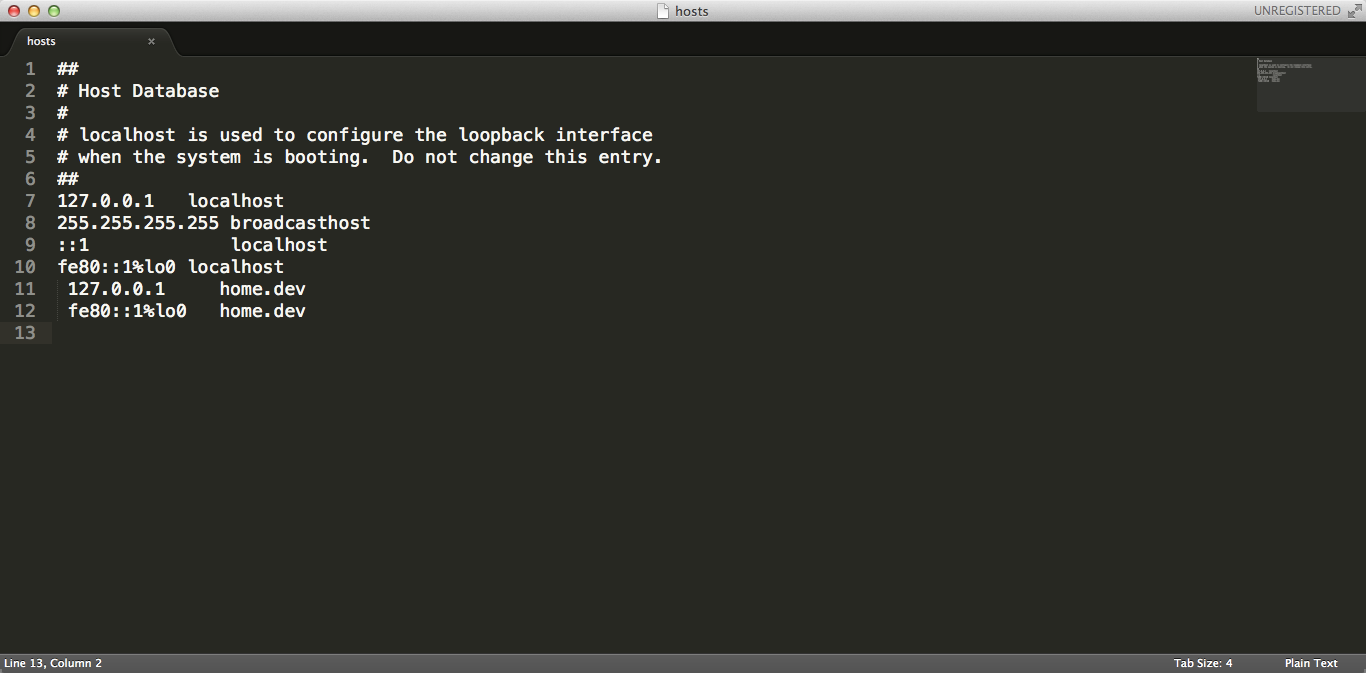 hosts
UNREGISTERED
hosts ×
1 ##
2 # Host Database
3 #
4 # localhost is used to configure the loopback interface
5 # when the system is booting.  Do not change this entry.
6 ##
7 127.0.0.1   localhost
8 255.255.255.255 broadcasthost
9 ::1             localhost
10 fe80::1%lo0 localhost
11  127.0.0.1     home.dev
12  fe80::1%lo0   home.dev
13
Line 13, Column 2
Tab Size: 4
Plain Text